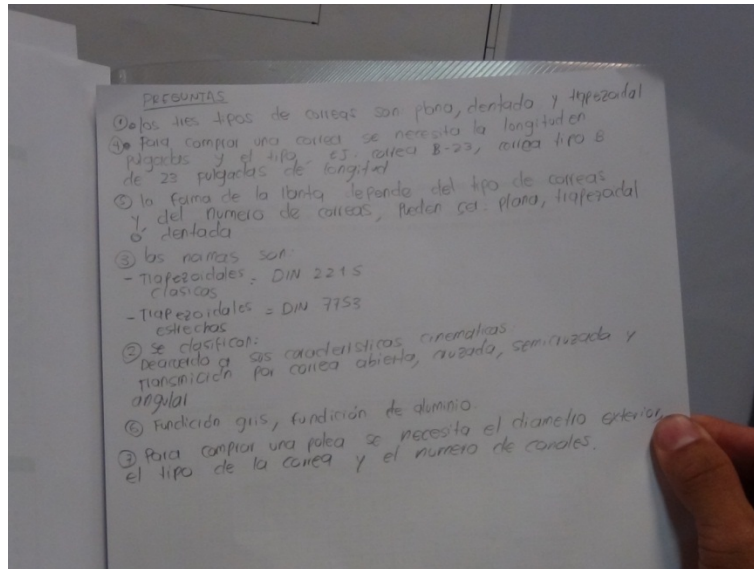 PREGUNTAS
① los tres tipos de correas son: plana, dentada y trapezoidal
④ Para comprar una correa se necesita la longitud en
pulgadas y el tipo. ej. correa B-23, correa tipo B
de 23 pulgadas de longitud
⑤ la forma de la llanta depende del tipo de correas
y del numero de correas, pueden ser. plana, trapezoidal
o dentada
③ las normas son:
- Trapezoidales = DIN 2215
clasicas
- Trapezoidales = DIN 7753
estrechas
② se clasifican:
Deacuerdo a sus caracteristicas cinematicas.
transmición por correa abierta, cruzada, semicruzada y
angular
⑥ Fundición gris, fundición de aluminio.
⑦ Para comprar una polea se necesita el diametro exterior,
el tipo de la correa y el numero de canales.